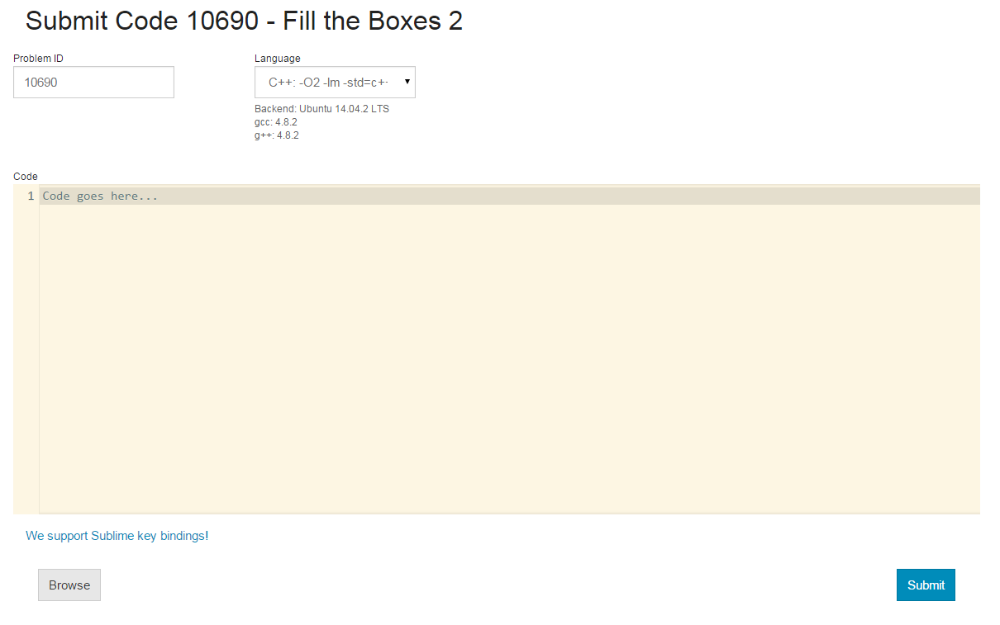 Submit Code 10690 - Fill the Boxes 2
Problem ID
Language
10690
C++: -O2 -lm -std=c+-
Backend: Ubuntu 14.04.2 LTS
gcc: 4.8.2
g++: 4.8.2
Code
1 Code goes here...
We support Sublime key bindings!
Browse
Submit